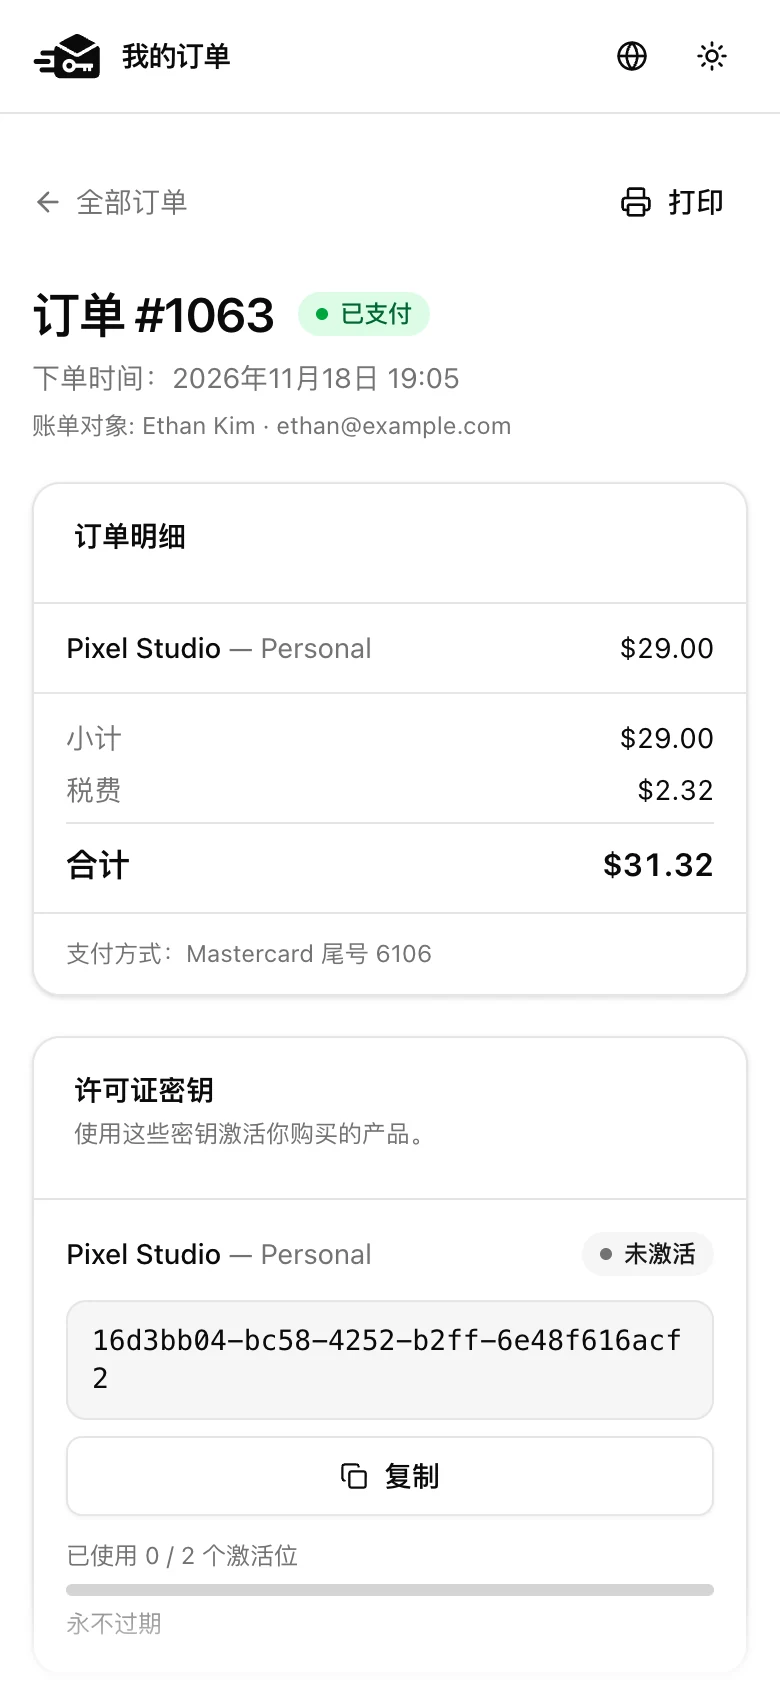 我的订单
全部订单
打印
订单 #1063
已支付
下单时间：2026年11月18日 19:05
账单对象: Ethan Kim · ethan@example.com
订单明细
Pixel Studio — Personal $29.00
小计 $29.00
税费 $2.32
合计 $31.32
支付方式：Mastercard 尾号 6106
许可证密钥
使用这些密钥激活你购买的产品。
Pixel Studio — Personal
未激活
16d3bb04-bc58-4252-b2ff-6e48f616acf
2
复制
已使用 0 / 2 个激活位
永不过期